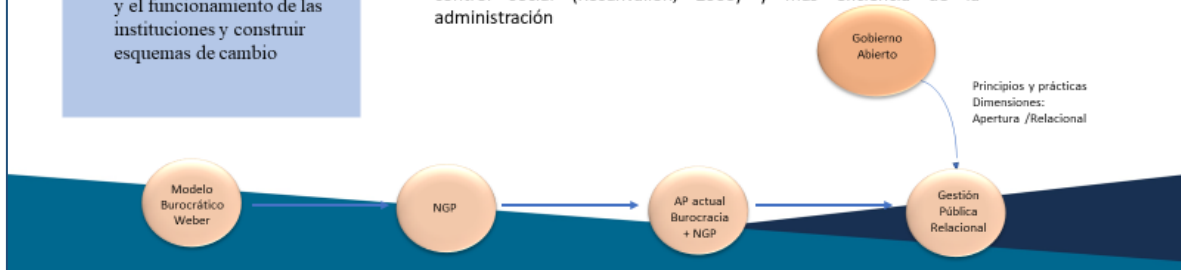 y el funcionamiento de las
instituciones y construir
esquemas de cambio
administración
Gobierno
Abierto
Principios y prácticas
Dimensiones:
Apertura /Relacional
Modelo
Burocrático
Weber
NGP
AP actual
Burocracia
+ NGP
Gestión
Pública
Relacional